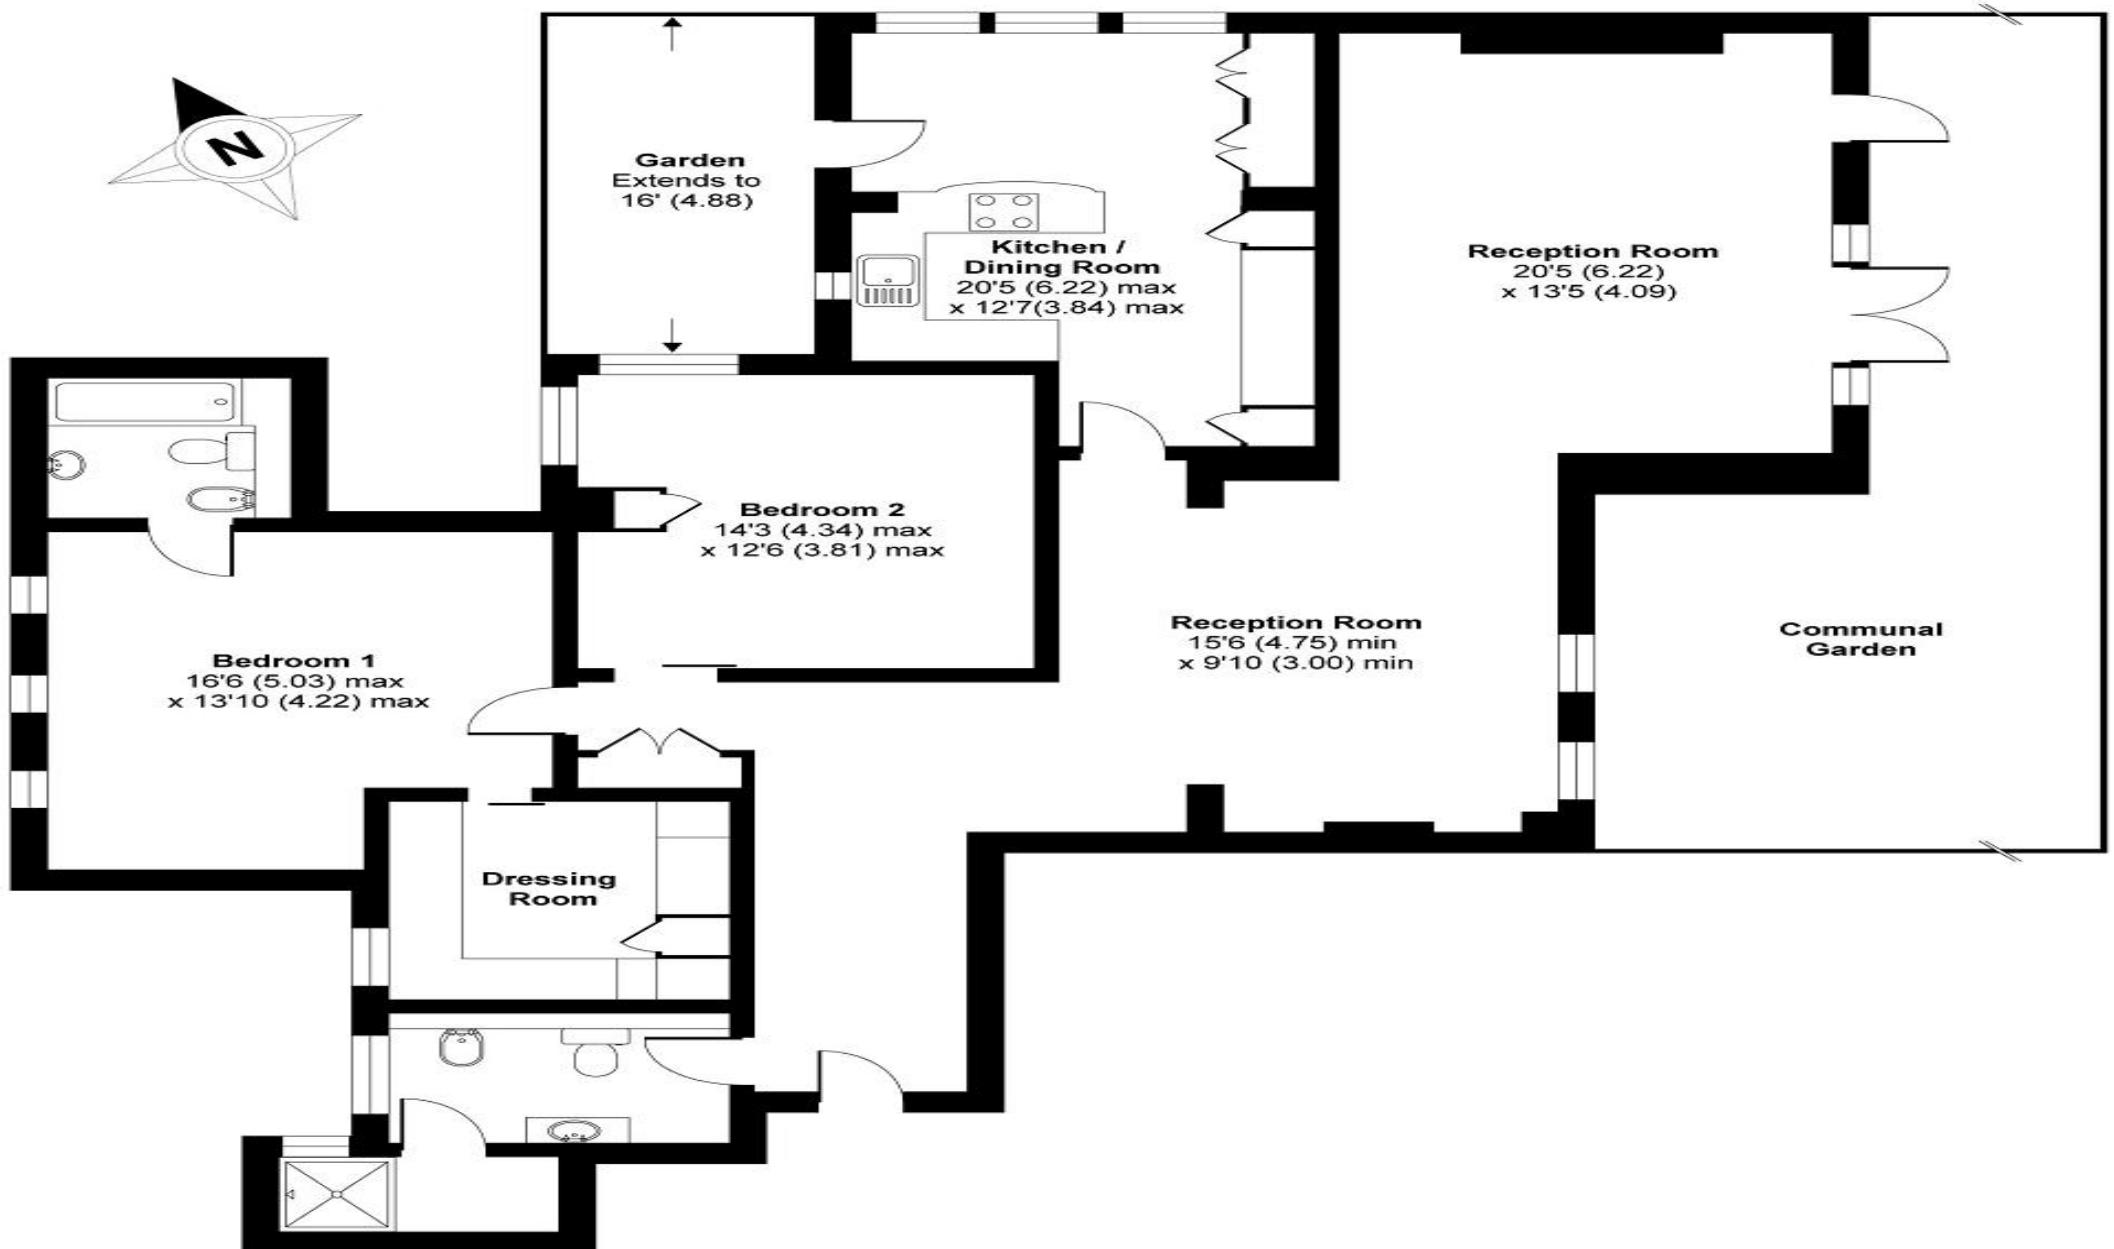 N
Garden
Extends to
16' (4.88)
Kitchen /
Dining Room
20'5 (6.22) max
x 12'7(3.84) max
Reception Room
20'5 (6.22)
x 13'5 (4.09)
Bedroom 2
14'3 (4.34) max
x 12'6 (3.81) max
Reception Room
15'6 (4.75) min
x 9'10 (3.00) min
Communal
Garden
Bedroom 1
16'6 (5.03) max
x 13'10 (4.22) max
Dressing
Room